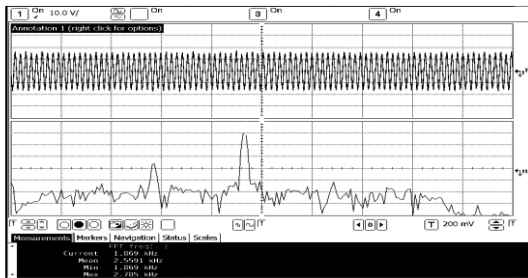 1 On 10.0 V/ On 3 On 4 On
Annotation 1 (right click for options)
T 200 mV
Measurements Markers Navigation Status Scales
FFT freq( )
Current 1.869 kHz
Mean 2.5591 kHz
Min 1.869 kHz
Max 2.785 kHz